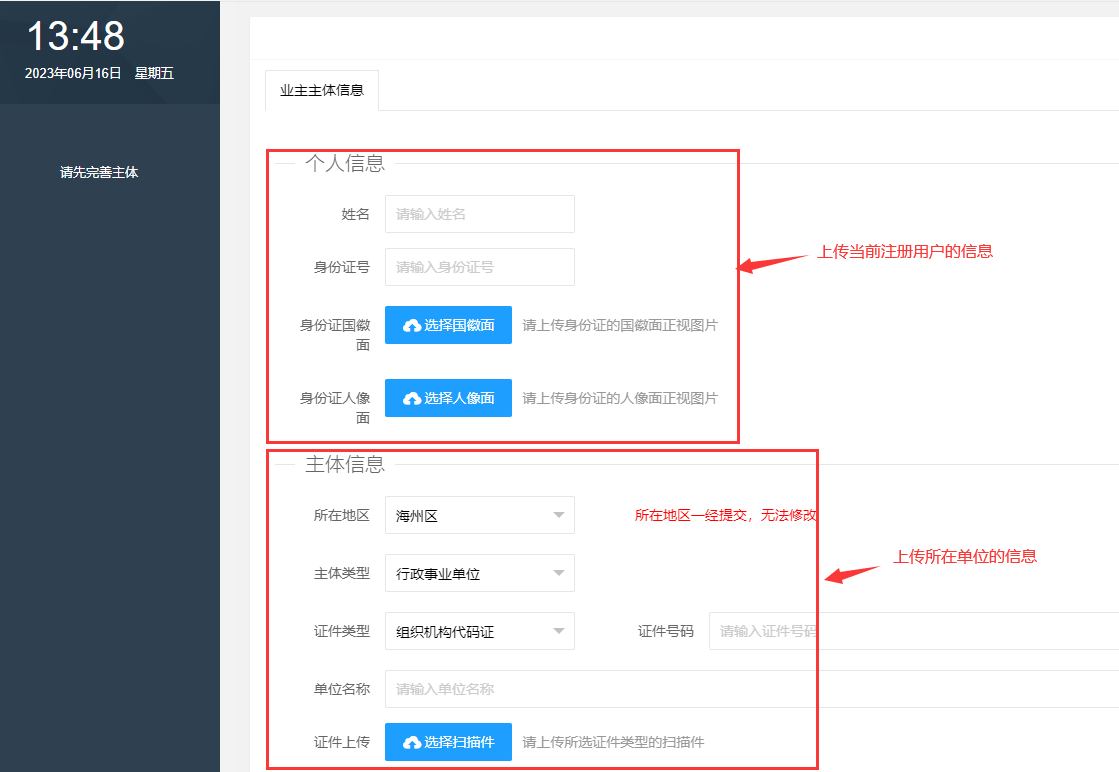 13:48
2023年06月16日 星期五
请先完善主体
业主主体信息
个人信息
姓名 请输入姓名
身份证号 请输入身份证号
上传当前注册用户的信息
身份证国徽面 选择国徽面 请上传身份证的国徽面正视图片
身份证人像面 选择人像面 请上传身份证的人像面正视图片
主体信息
所在地区 海州区 所在地区一经提交，无法修改
上传所在单位的信息
主体类型 行政事业单位
证件类型 组织机构代码证 证件号码 请输入证件号码
单位名称 请输入单位名称
证件上传 选择扫描件 请上传所选证件类型的扫描件